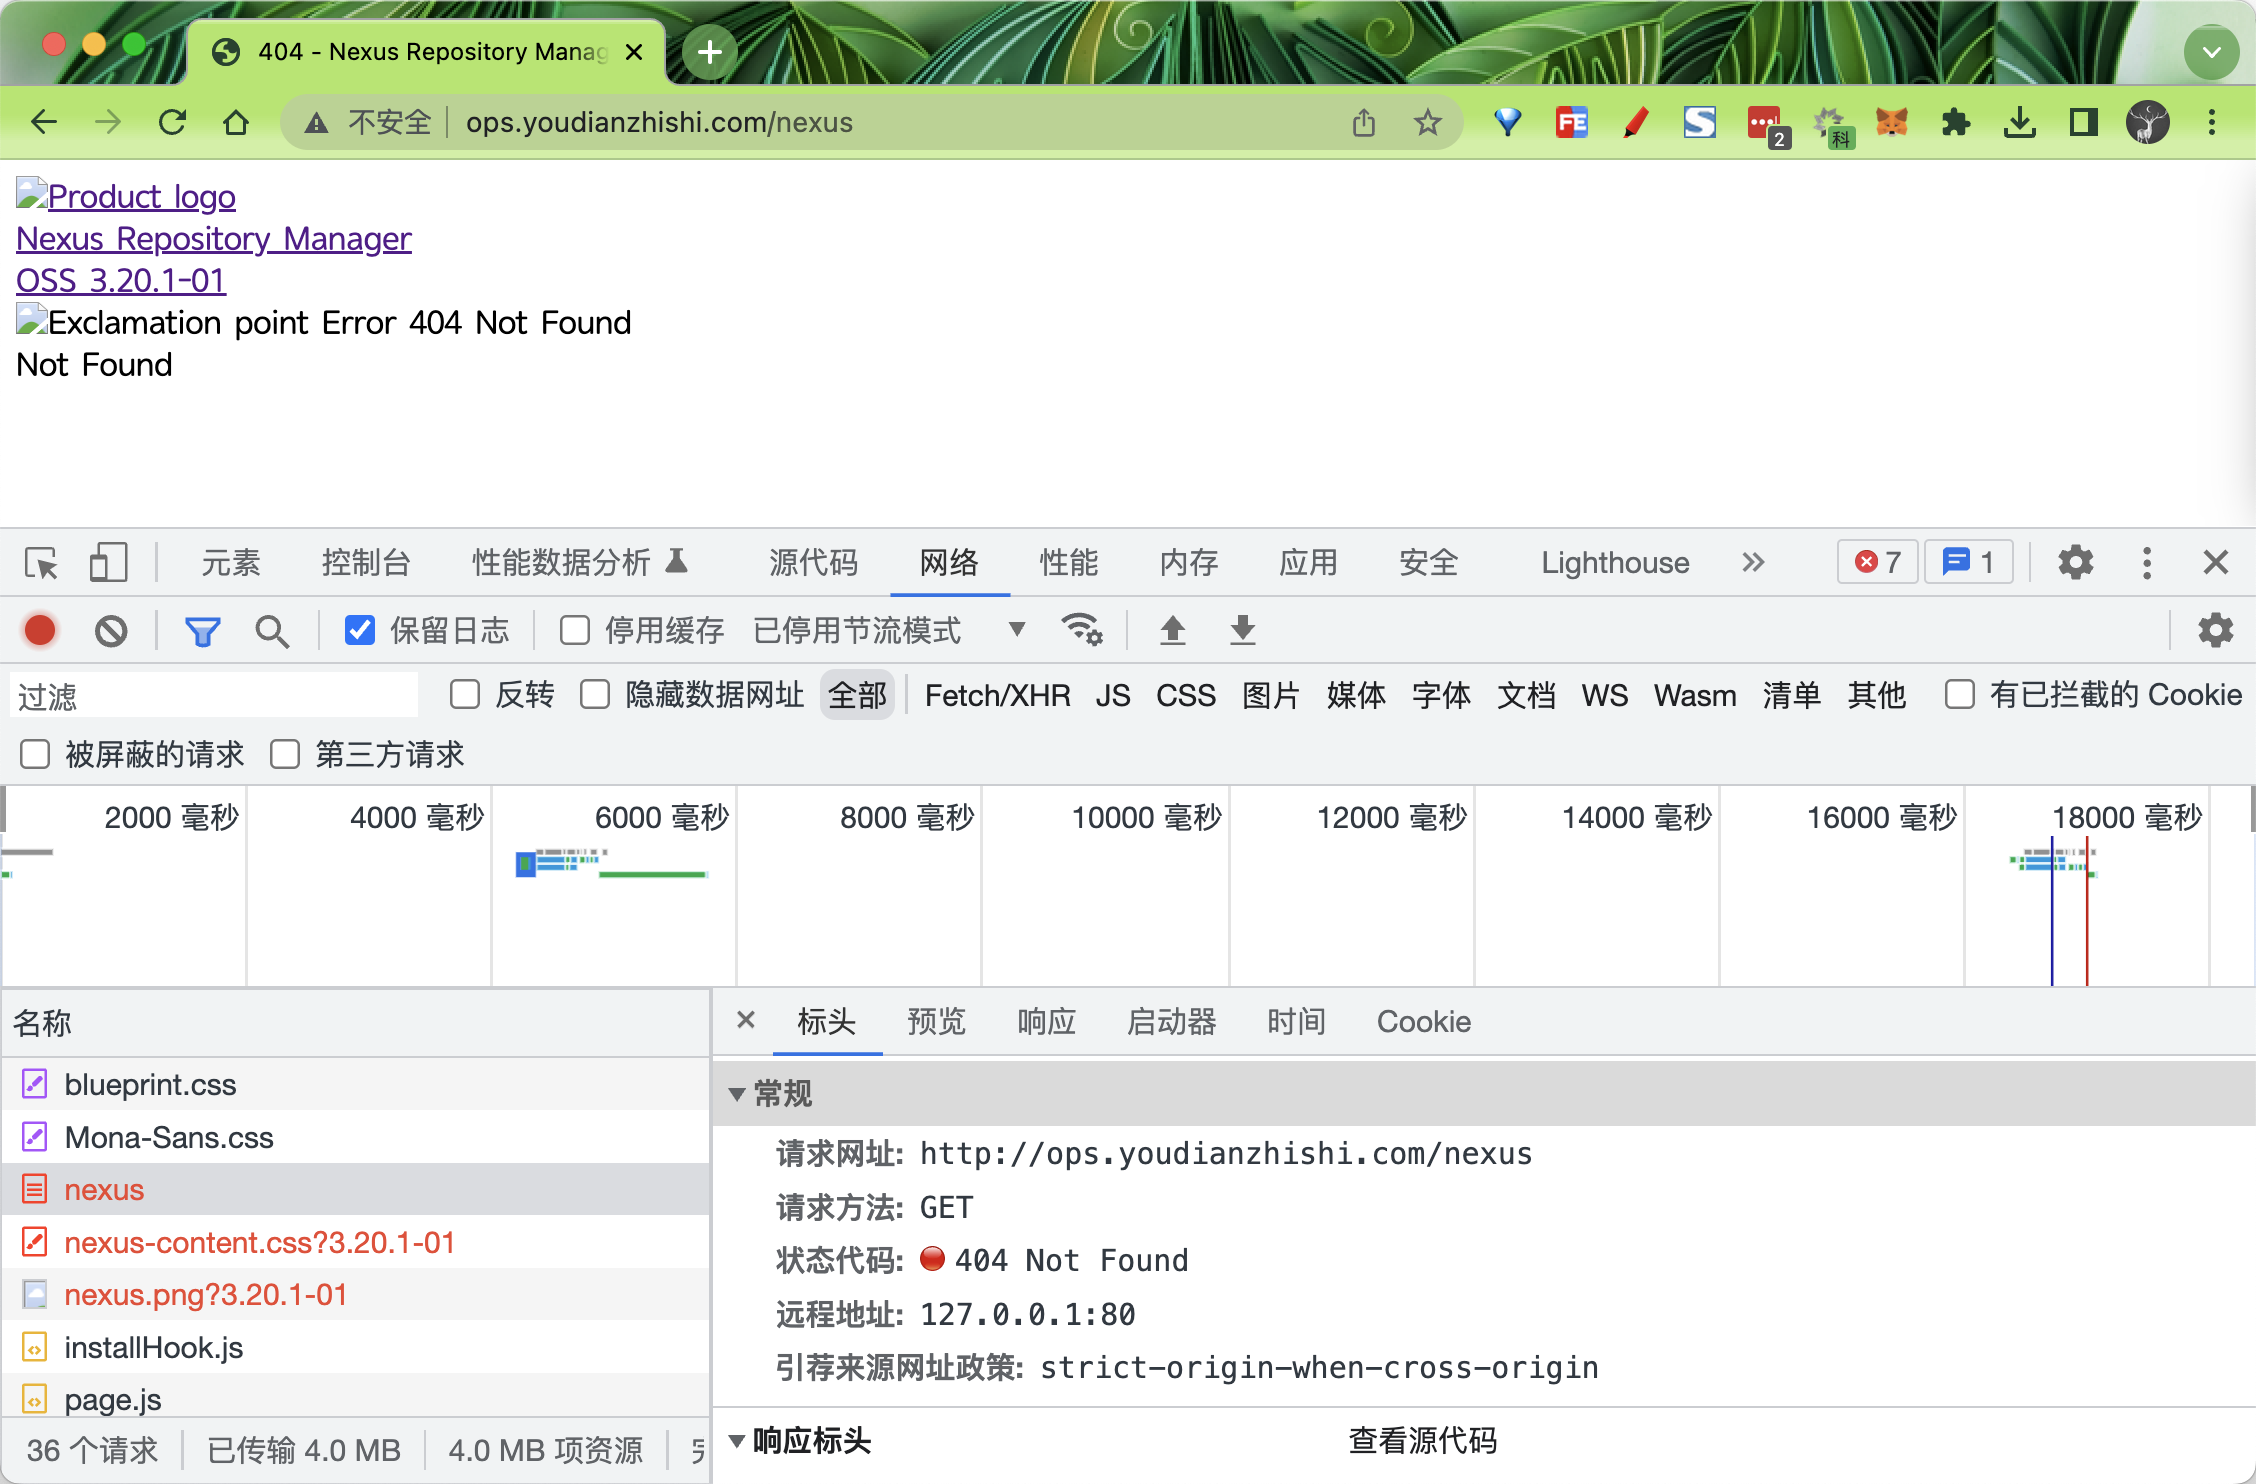 404 - Nexus Repository Manag
不安全 ops.youdianzhishi.com/nexus
FE
S
2
科
Product logo
Nexus Repository Manager
OSS 3.20.1-01
Exclamation point Error 404 Not Found
Not Found
元素 控制台 性能数据分析 源代码 网络 性能 内存 应用 安全 Lighthouse 7 1
保留日志 停用缓存 已停用节流模式
过滤 反转 隐藏数据网址 全部 Fetch/XHR JS CSS 图片 媒体 字体 文档 WS Wasm 清单 其他 有已拦截的 Cookie
被屏蔽的请求 第三方请求
2000 毫秒 4000 毫秒 6000 毫秒 8000 毫秒 10000 毫秒 12000 毫秒 14000 毫秒 16000 毫秒 18000 毫秒
名称
blueprint.css
Mona-Sans.css
nexus
nexus-content.css?3.20.1-01
nexus.png?3.20.1-01
installHook.js
page.js
36 个请求 已传输 4.0 MB 4.0 MB 项资源
标头 预览 响应 启动器 时间 Cookie
常规
请求网址: http://ops.youdianzhishi.com/nexus
请求方法: GET
状态代码: 404 Not Found
远程地址: 127.0.0.1:80
引荐来源网址政策: strict-origin-when-cross-origin
响应标头 查看源代码